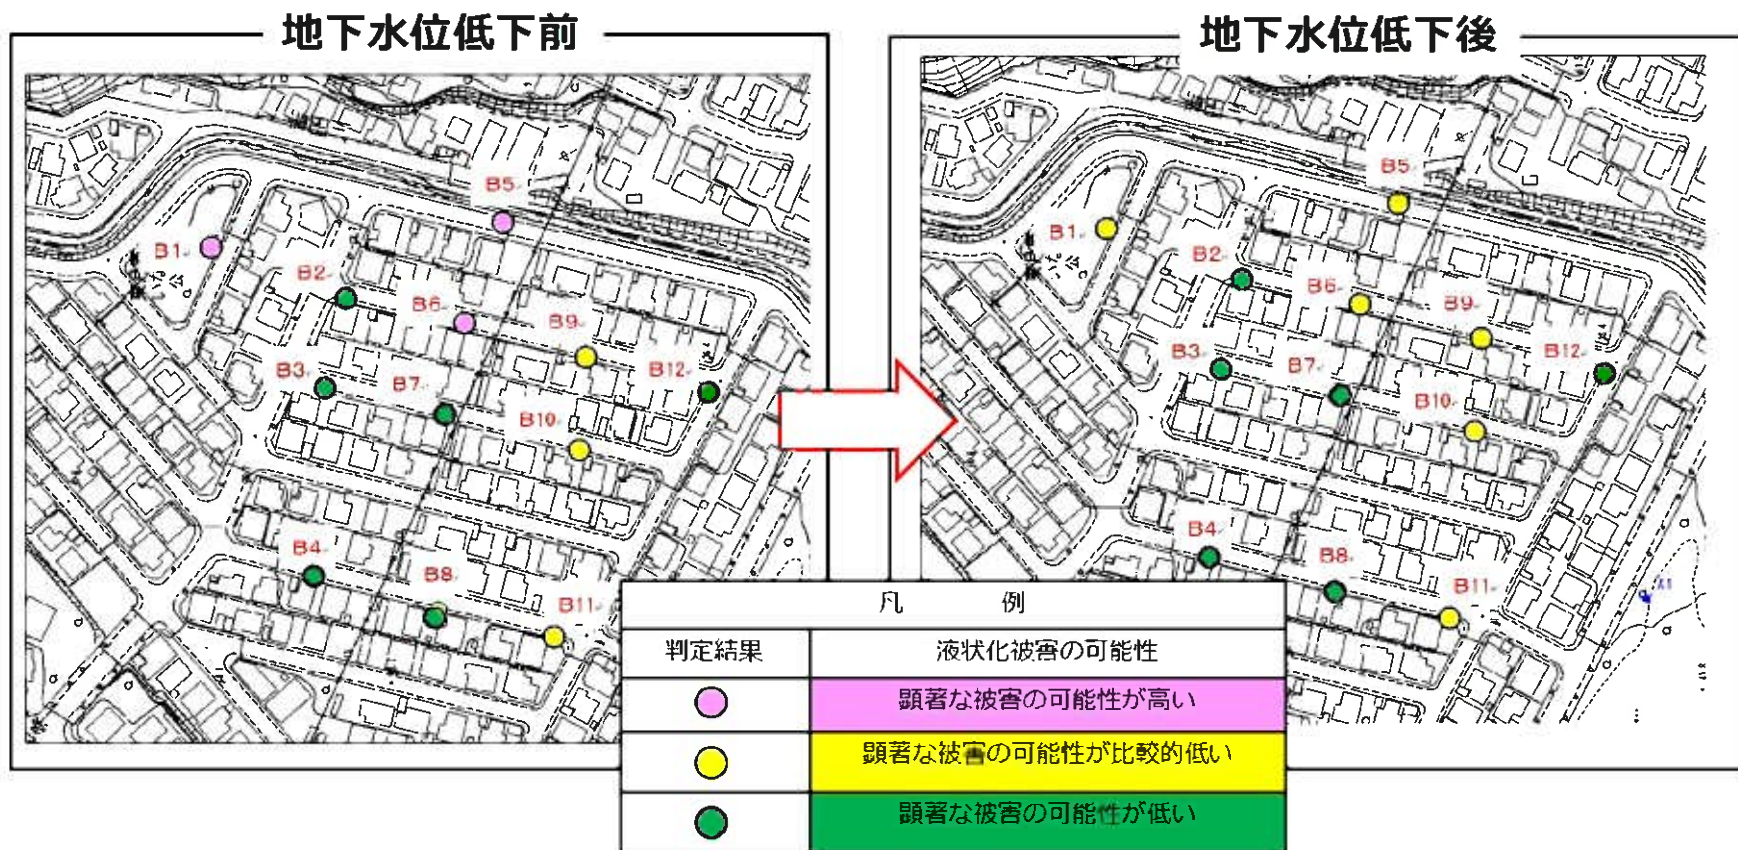 地下水位低下前
B5
B1
B2
B6
B9
B3
B7
B12
B10
B4
B8
B11
地下水位低下後
B5
B1
B2
B6
B9
B3
B7
B12
B10
B4
B8
B11
凡 例
判定結果 液状化被害の可能性
顕著な被害の可能性が高い
顕著な被害の可能性が比較的低い
顕著な被害の可能性が低い